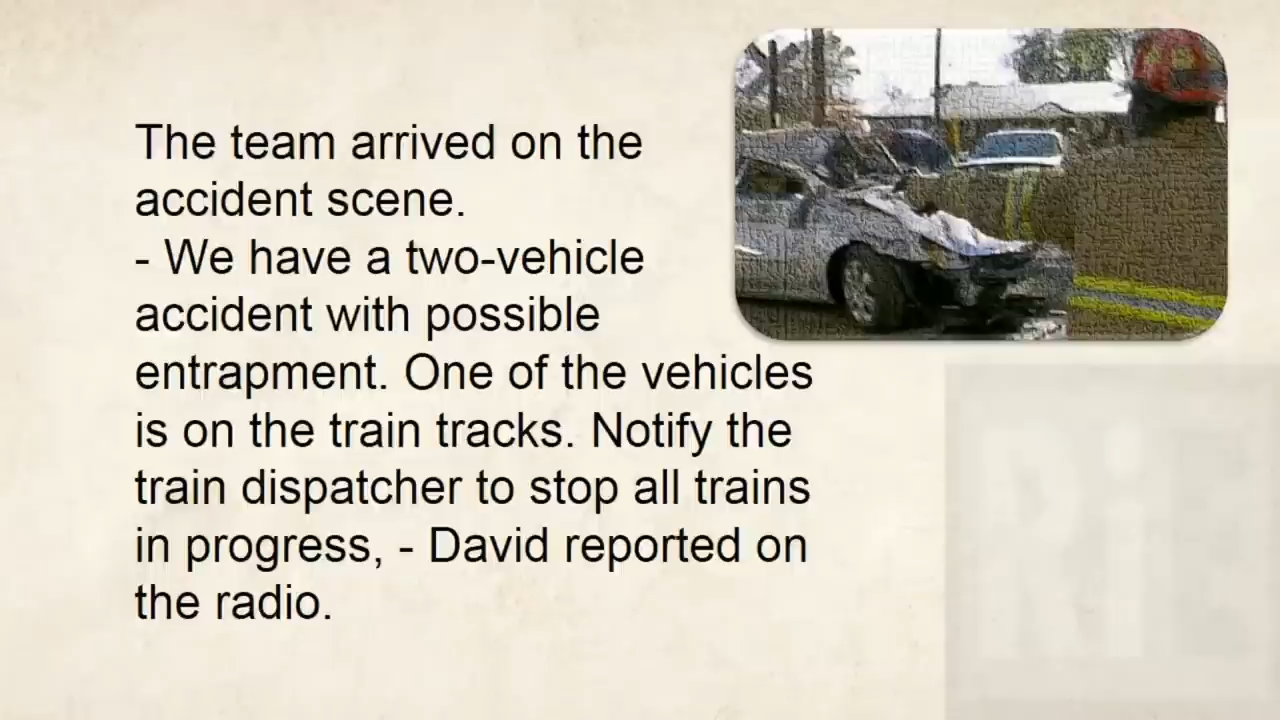 The team arrived on the
accident scene.
- We have a two-vehicle
accident with possible
entrapment. One of the vehicles
is on the train tracks. Notify the
train dispatcher to stop all trains
in progress, - David reported on
the radio.